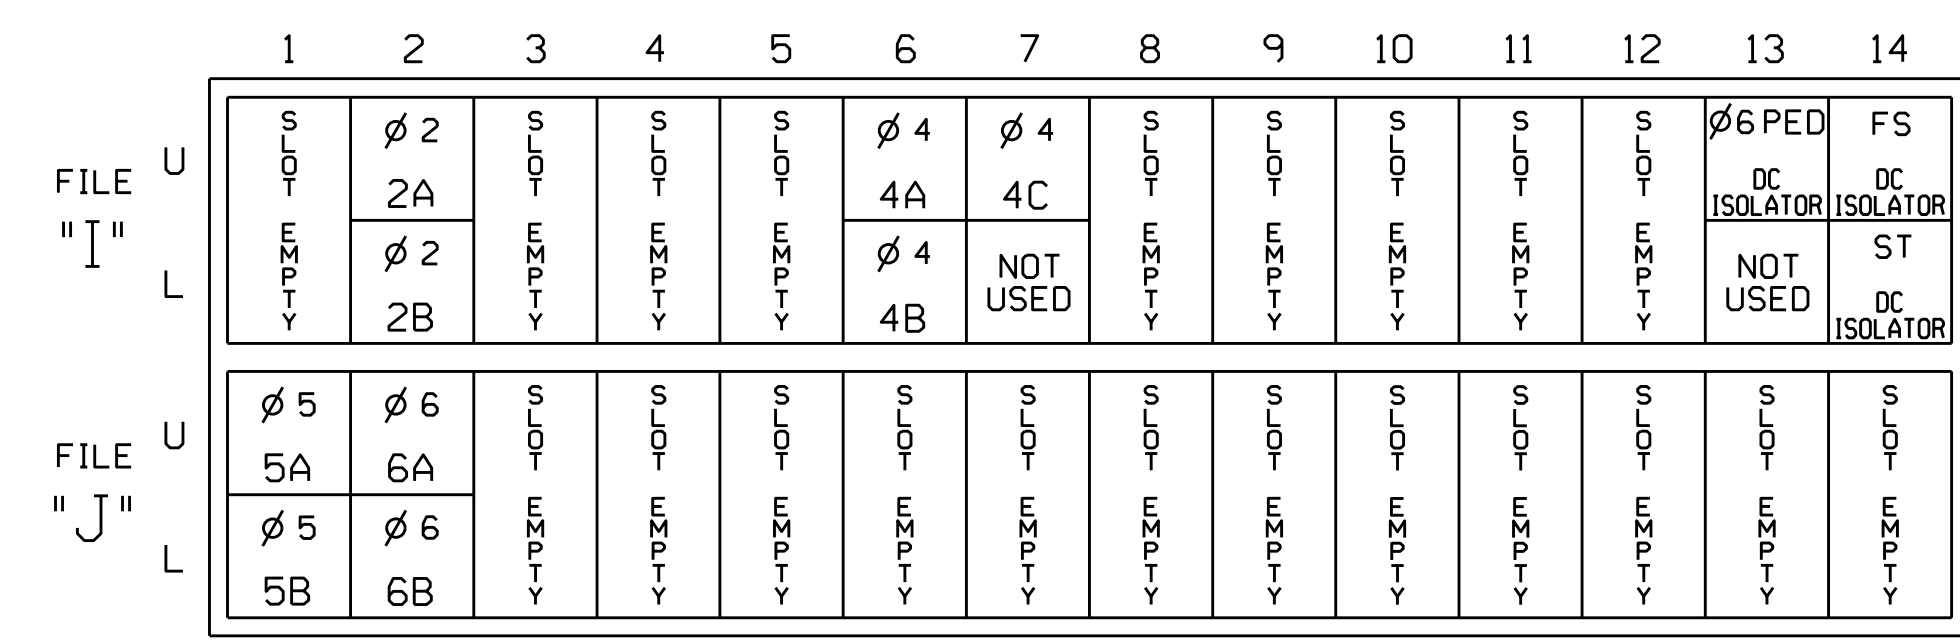 1 2 3 4 5 6 7 8 9 10 11 12 13 14
FILE "I"
U
L
SLOT EMPTY
Ø 2
2A
Ø 2
2B
SLOT EMPTY
SLOT EMPTY
SLOT EMPTY
Ø 4
4A
Ø 4
4B
Ø 4
4C
NOT
USED
SLOT EMPTY
SLOT EMPTY
SLOT EMPTY
SLOT EMPTY
SLOT EMPTY
Ø6 PED
DC
ISOLATOR
NOT
USED
FS
DC
ISOLATOR
ST
DC
ISOLATOR
FILE "J"
U
L
Ø 5
5A
Ø 5
5B
Ø 6
6A
Ø 6
6B
SLOT EMPTY
SLOT EMPTY
SLOT EMPTY
SLOT EMPTY
SLOT EMPTY
SLOT EMPTY
SLOT EMPTY
SLOT EMPTY
SLOT EMPTY
SLOT EMPTY
SLOT EMPTY
SLOT EMPTY